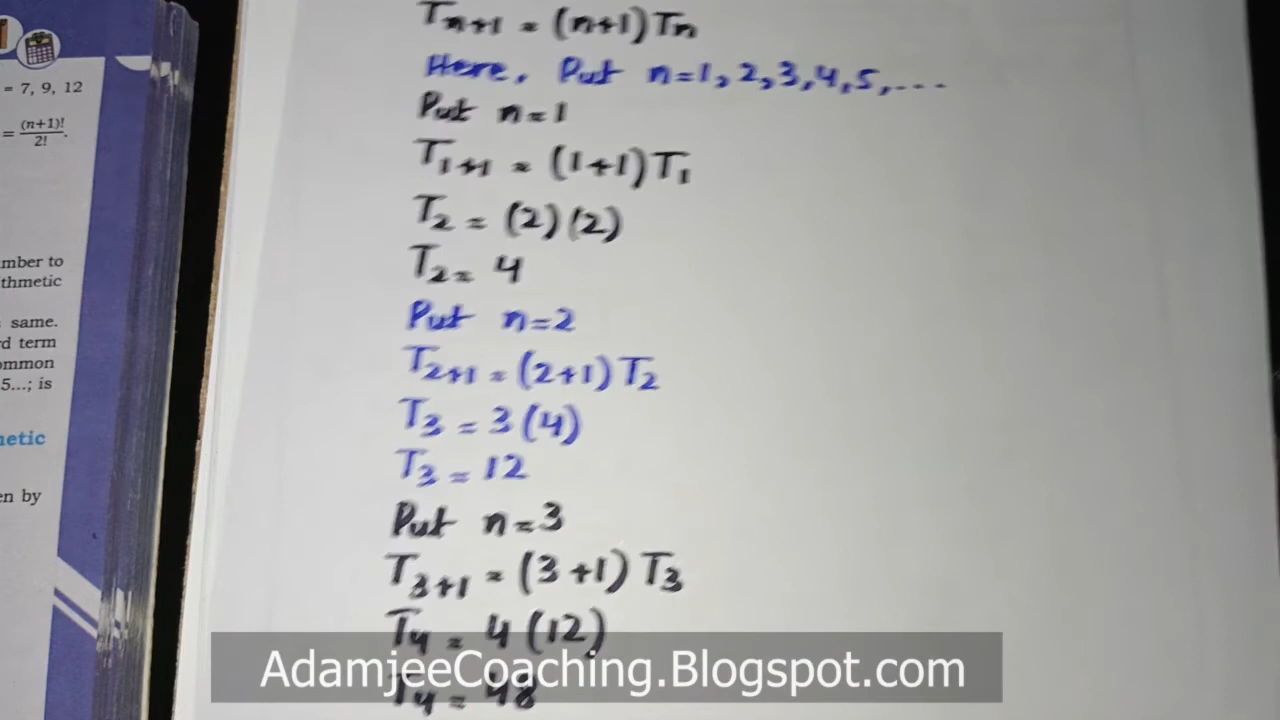 = 7, 9, 12
= (n+1)! / 2! .
mber to
thmetic
same.
rd term
ommon
5...; is
netic
en by
Tn+1 = (n+1)Tn
Here, Put n=1,2,3,4,5,...
Put n=1
T1+1 = (1+1)T1
T2 = (2)(2)
T2 = 4
Put n=2
T2+1 = (2+1)T2
T3 = 3(4)
T3 = 12
Put n=3
T3+1 = (3+1)T3
T4 = 4(12)
T4 = 48
AdamjeeCoaching.Blogspot.com